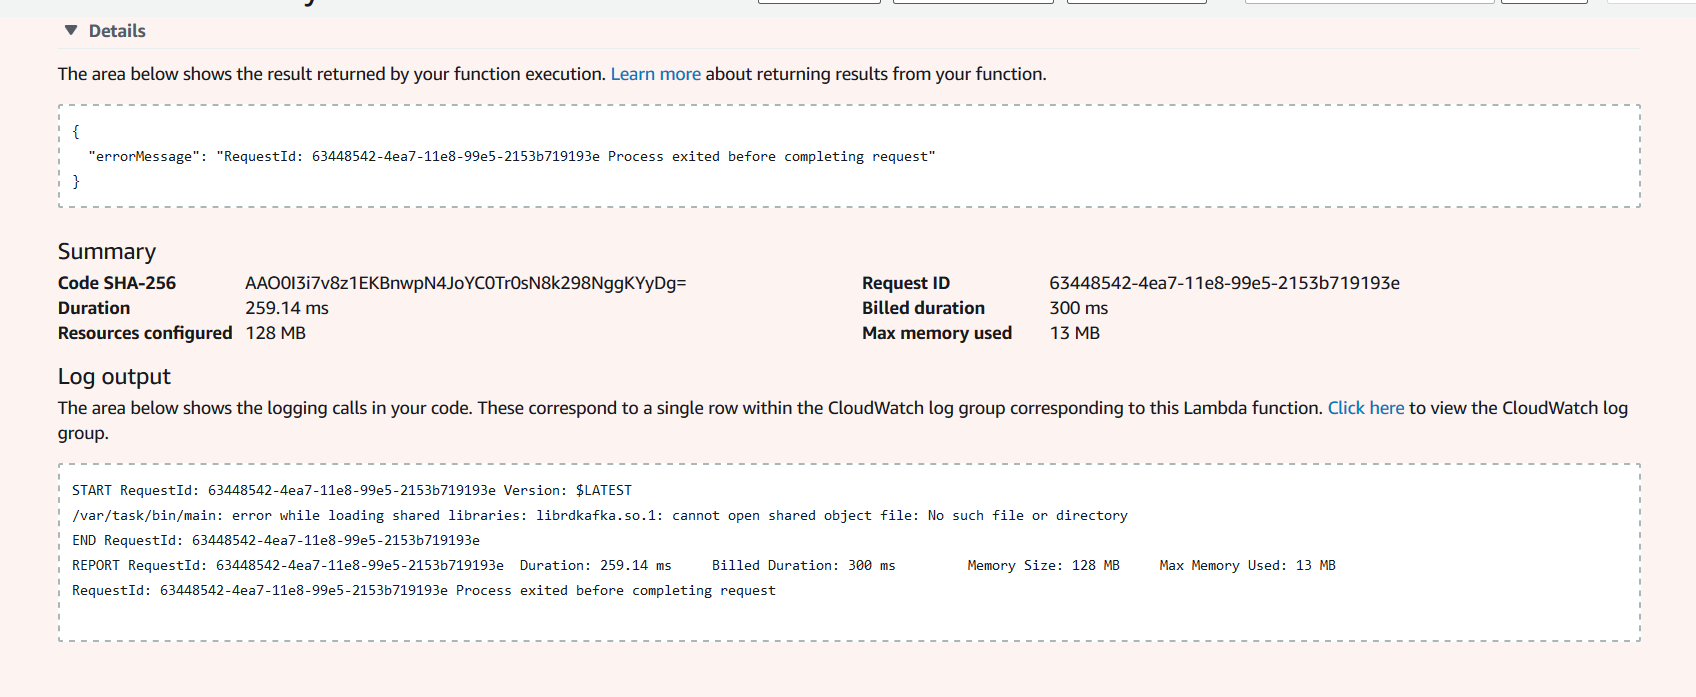 Details
The area below shows the result returned by your function execution. Learn more about returning results from your function.
{
"errorMessage": "RequestId: 63448542-4ea7-11e8-99e5-2153b719193e Process exited before completing request"
}
Summary
Code SHA-256 AAO0I3i7v8z1EKBnwpN4JoYC0Tr0sN8k298NggKYyDg= Request ID 63448542-4ea7-11e8-99e5-2153b719193e
Duration 259.14 ms Billed duration 300 ms
Resources configured 128 MB Max memory used 13 MB
Log output
The area below shows the logging calls in your code. These correspond to a single row within the CloudWatch log group corresponding to this Lambda function. Click here to view the CloudWatch log
group.
START RequestId: 63448542-4ea7-11e8-99e5-2153b719193e Version: $LATEST
/var/task/bin/main: error while loading shared libraries: librdkafka.so.1: cannot open shared object file: No such file or directory
END RequestId: 63448542-4ea7-11e8-99e5-2153b719193e
REPORT RequestId: 63448542-4ea7-11e8-99e5-2153b719193e Duration: 259.14 ms Billed Duration: 300 ms Memory Size: 128 MB Max Memory Used: 13 MB
RequestId: 63448542-4ea7-11e8-99e5-2153b719193e Process exited before completing request